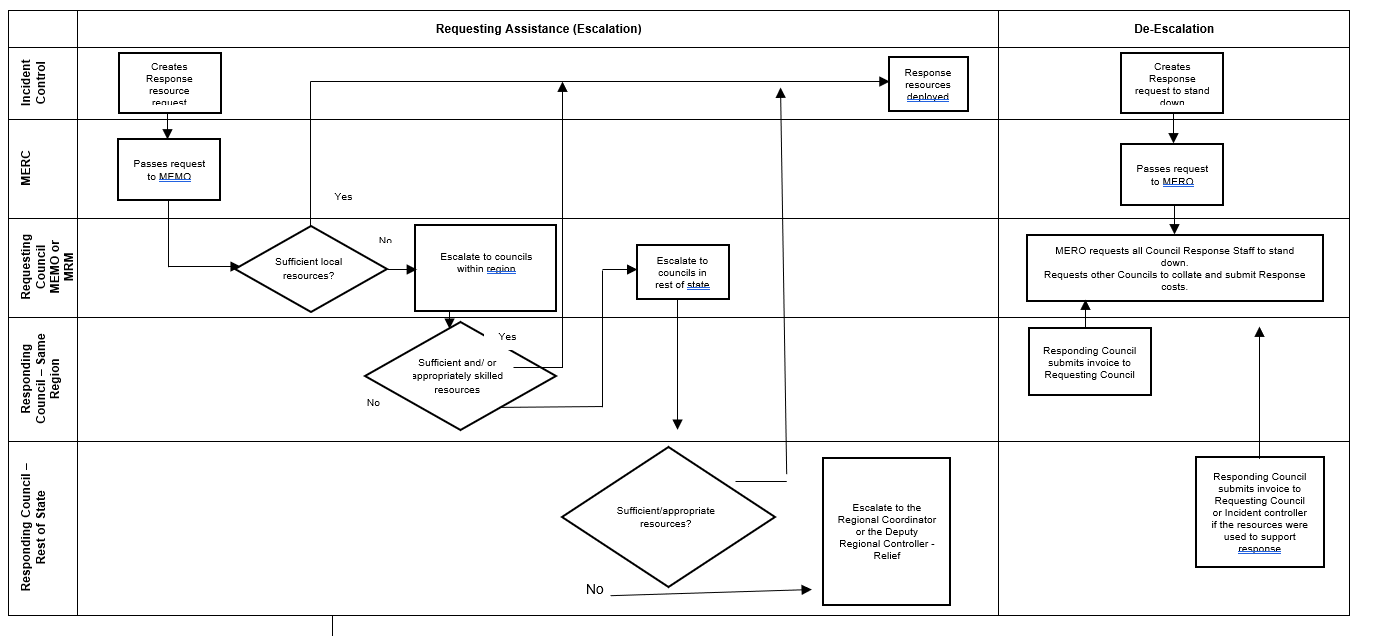 Requesting Assistance (Escalation)
De-Escalation
Incident
Control
Creates
Response
resource
request
Response
resources
deployed
Creates
Response
request to stand
down.
MERC
Passes request
to MEMO
Passes request
to MERO
Yes
Requesting
Council
MEMO or
MRM
Sufficient local
resources?
No
Escalate to councils
within region
Escalate to
councils in
rest of state
MERO requests all Council Response Staff to stand
down.
Requests other Councils to collate and submit Response
costs.
Responding
Council – Same
Region
Yes
Sufficient and/ or
appropriately skilled
resources
No
Responding Council
submits invoice to
Requesting Council
Responding Council –
Rest of State
Sufficient/appropriate
resources?
No
Escalate to the
Regional Coordinator
or the Deputy
Regional Controller -
Relief
Responding Council
submits invoice to
Requesting Council
or Incident controller
if the resources were
used to support
response